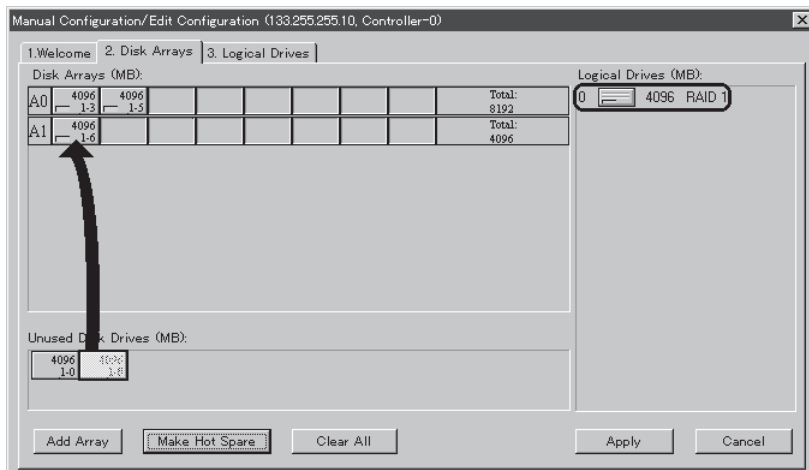 Manual Configuration/Edit Configuration (133.255.255.10, Controller-0)
1.Welcome
2. Disk Arrays
3. Logical Drives
Disk Arrays (MB):
Logical Drives (MB):
A0
4096
1-3
4096
1-5
Total:
8192
0
4096 RAID 1
A1
4096
1-6
Total:
4096
Unused Disk Drives (MB):
4096
1-0
4096
Add Array
Make Hot Spare
Clear All
Apply
Cancel